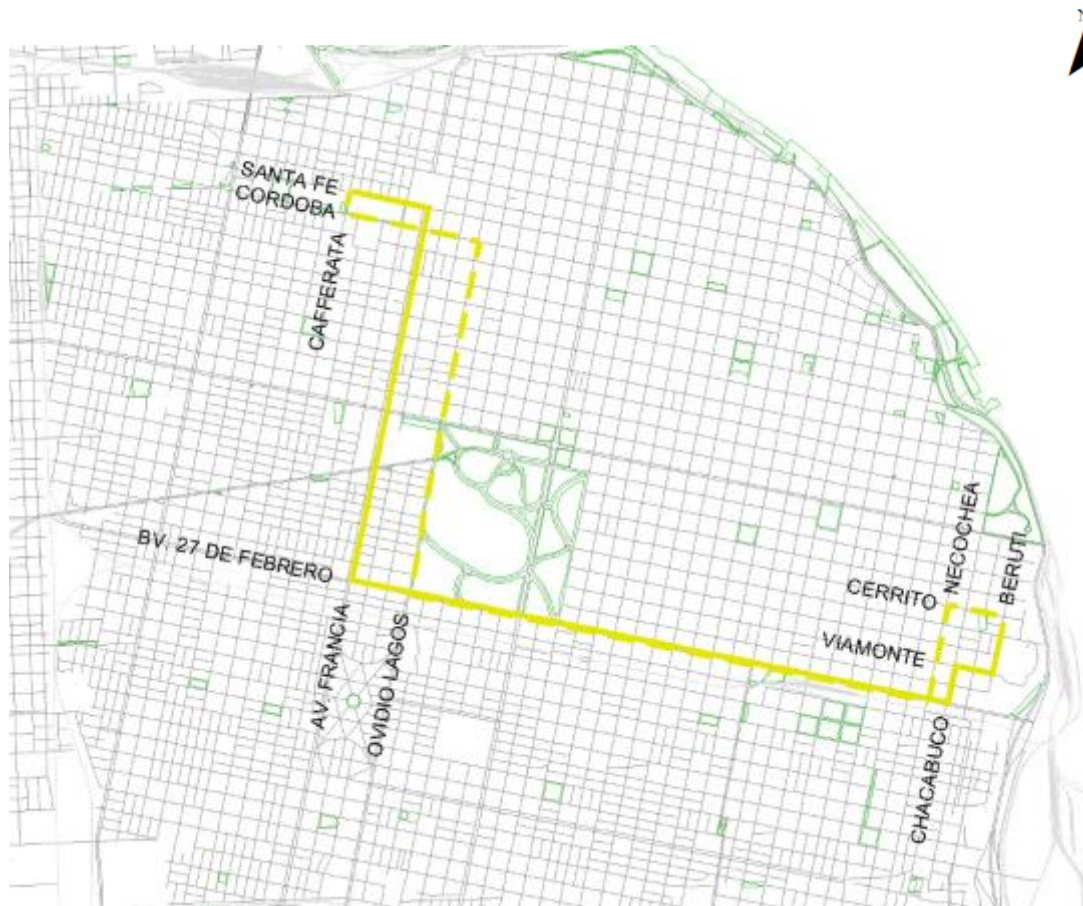 N
SANTA FE
CORDOBA
CAFFERATA
BV. 27 DE FEBRERO
AV. FRANCIA
OVIDIO LAGOS
NECOCHEA
BERUTI
CERRITO
VIAMONTE
CHACABUCO